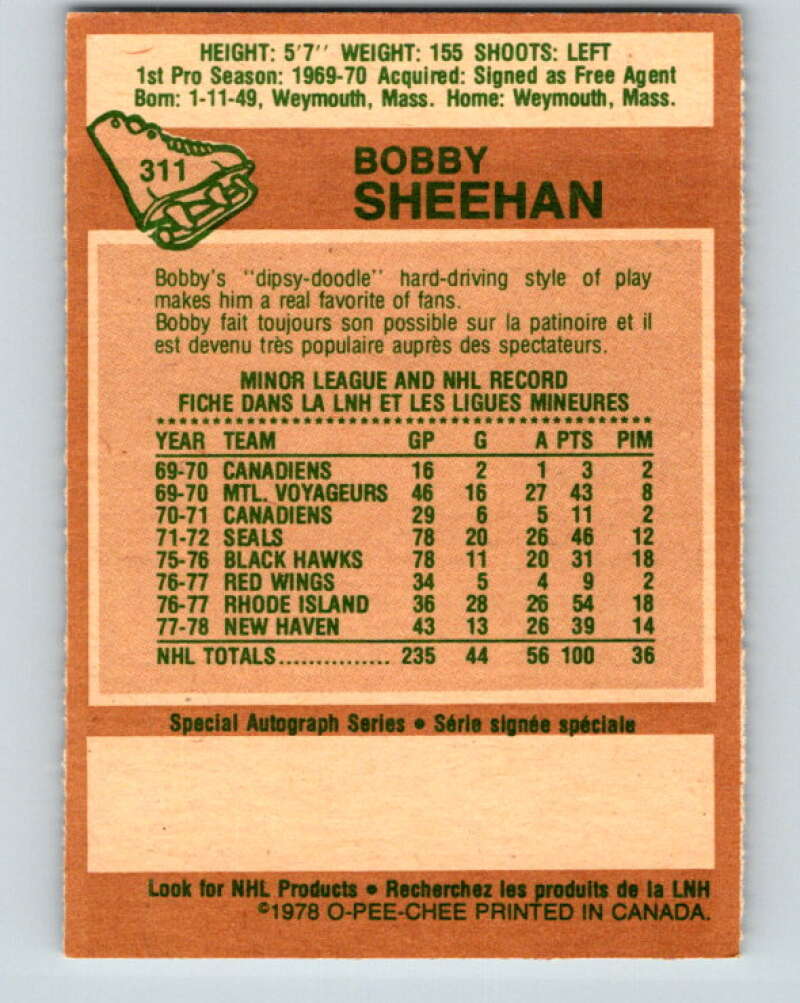 HEIGHT: 5'7'' WEIGHT: 155 SHOOTS: LEFT
1st Pro Season: 1969-70 Acquired: Signed as Free Agent
Born: 1-11-49, Weymouth, Mass. Home: Weymouth, Mass.
311
BOBBY
SHEEHAN
Bobby's "dipsy-doodle" hard-driving style of play
makes him a real favorite of fans.
Bobby fait toujours son possible sur la patinoire et il
est devenu très populaire auprès des spectateurs.
MINOR LEAGUE AND NHL RECORD
FICHE DANS LA LNH ET LES LIGUES MINEURES
YEAR TEAM GP G A PTS PIM
69-70 CANADIENS 16 2 1 3 2
69-70 MTL. VOYAGEURS 46 16 27 43 8
70-71 CANADIENS 29 6 5 11 2
71-72 SEALS 78 20 26 46 12
75-76 BLACK HAWKS 78 11 20 31 18
76-77 RED WINGS 34 5 4 9 2
76-77 RHODE ISLAND 36 28 26 54 18
77-78 NEW HAVEN 43 13 26 39 14
NHL TOTALS............... 235 44 56 100 36
Special Autograph Series • Série signée spéciale
Look for NHL Products • Recherchez les produits de la LNH
©1978 O-PEE-CHEE PRINTED IN CANADA.